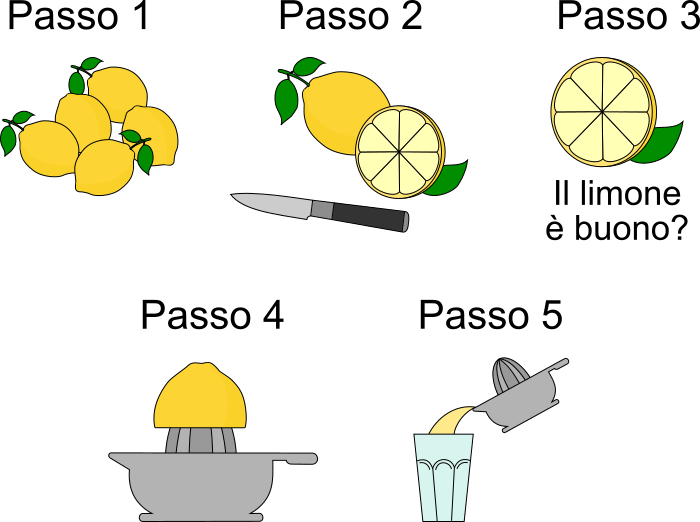 Passo 1
Passo 2
Passo 3
Il limone
è buono?
Passo 4
Passo 5